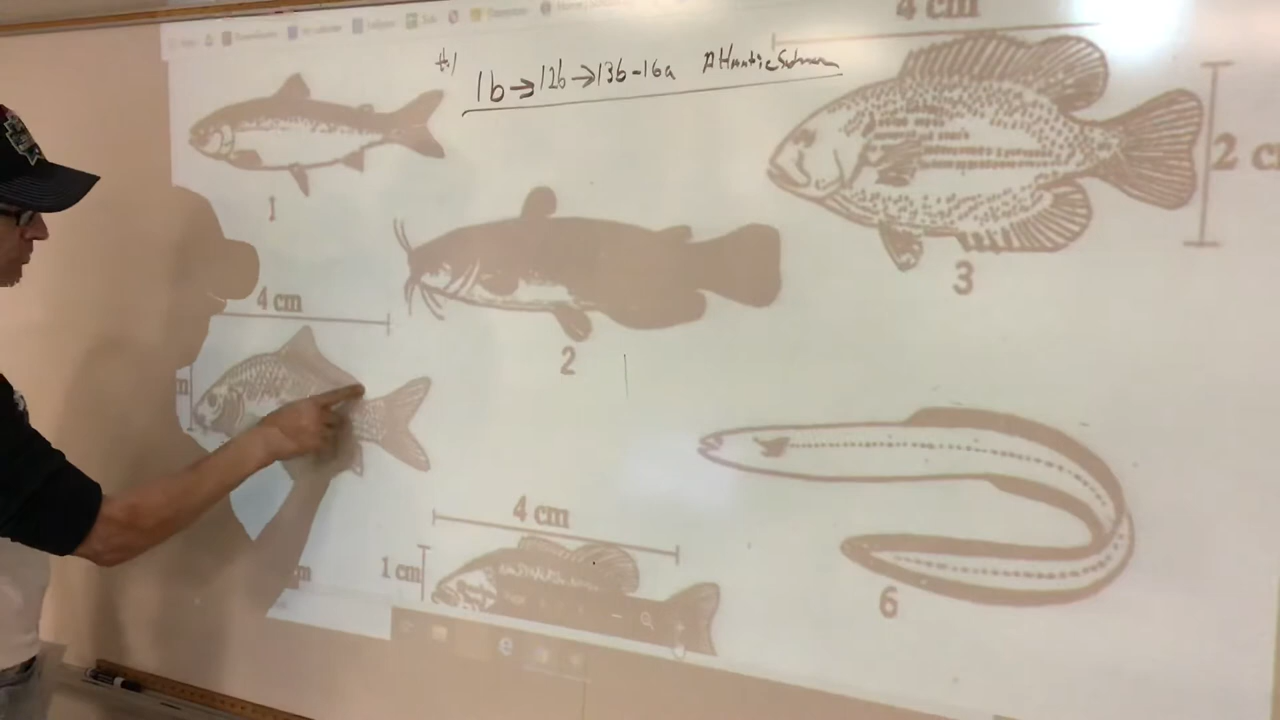 4 cm
#1
1b→12b→13b-16a Atlantic Salmon
2 c
1
3
4 cm
2
m
4 cm
1 cm
m
6